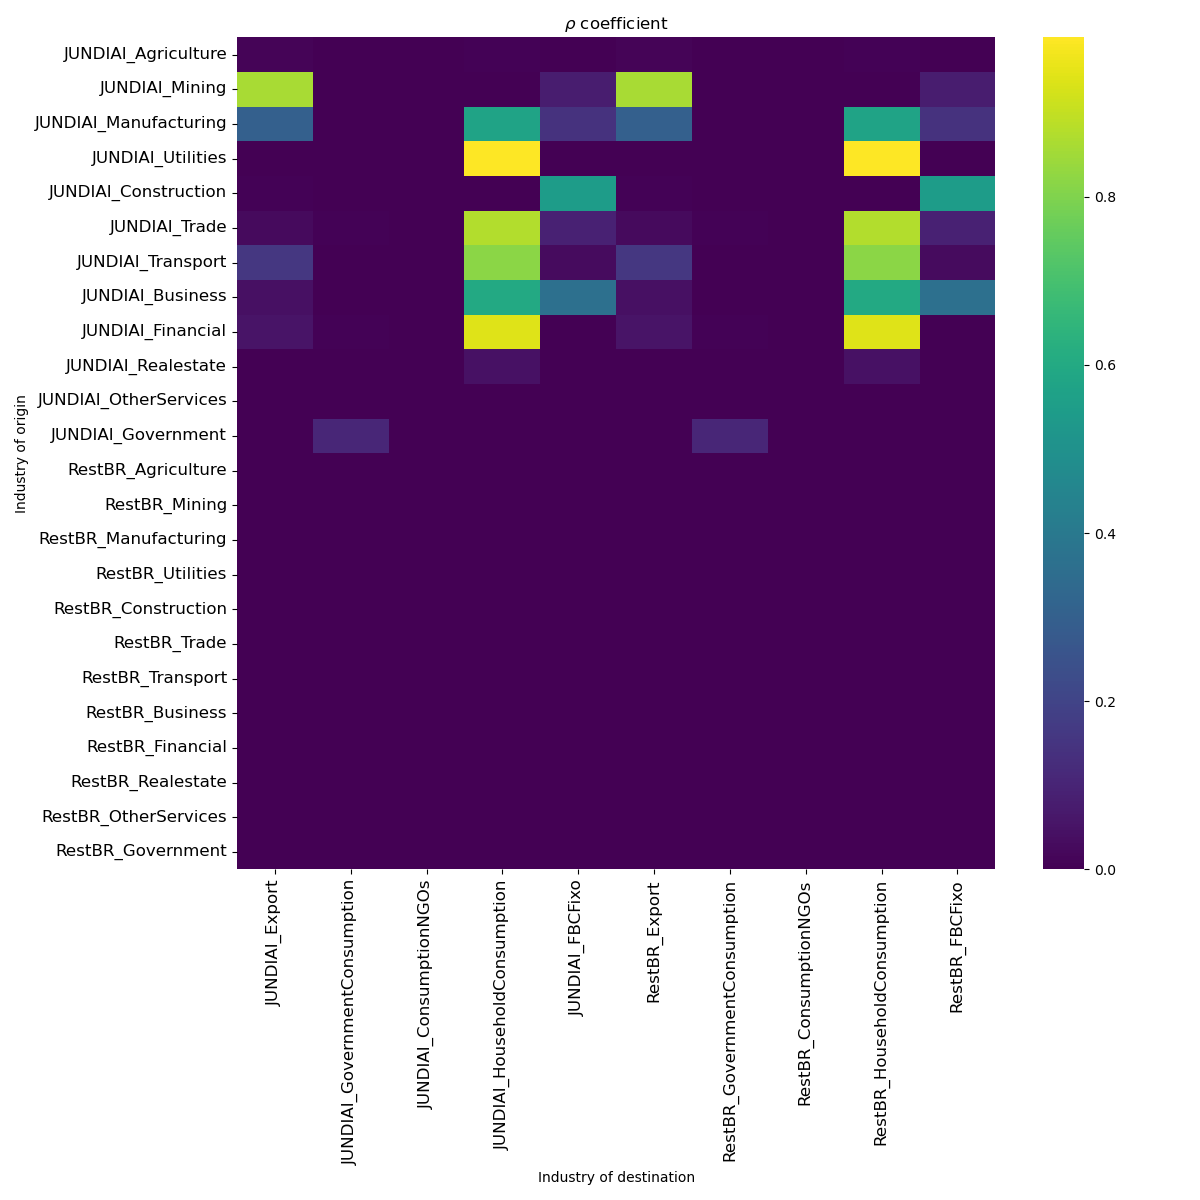 ρ coefficient
JUNDIAI_Agriculture
JUNDIAI_Mining
JUNDIAI_Manufacturing
JUNDIAI_Utilities
JUNDIAI_Construction
JUNDIAI_Trade
JUNDIAI_Transport
JUNDIAI_Business
JUNDIAI_Financial
JUNDIAI_Realestate
JUNDIAI_OtherServices
JUNDIAI_Government
RestBR_Agriculture
RestBR_Mining
RestBR_Manufacturing
RestBR_Utilities
RestBR_Construction
RestBR_Trade
RestBR_Transport
RestBR_Business
RestBR_Financial
RestBR_Realestate
RestBR_OtherServices
RestBR_Government
Industry of origin
0.8
0.6
0.4
0.2
0.0
JUNDIAI_Export
JUNDIAI_GovernmentConsumption
JUNDIAI_ConsumptionNGOs
JUNDIAI_HouseholdConsumption
JUNDIAI_FBCFixo
RestBR_Export
RestBR_GovernmentConsumption
RestBR_ConsumptionNGOs
RestBR_HouseholdConsumption
RestBR_FBCFixo
Industry of destination